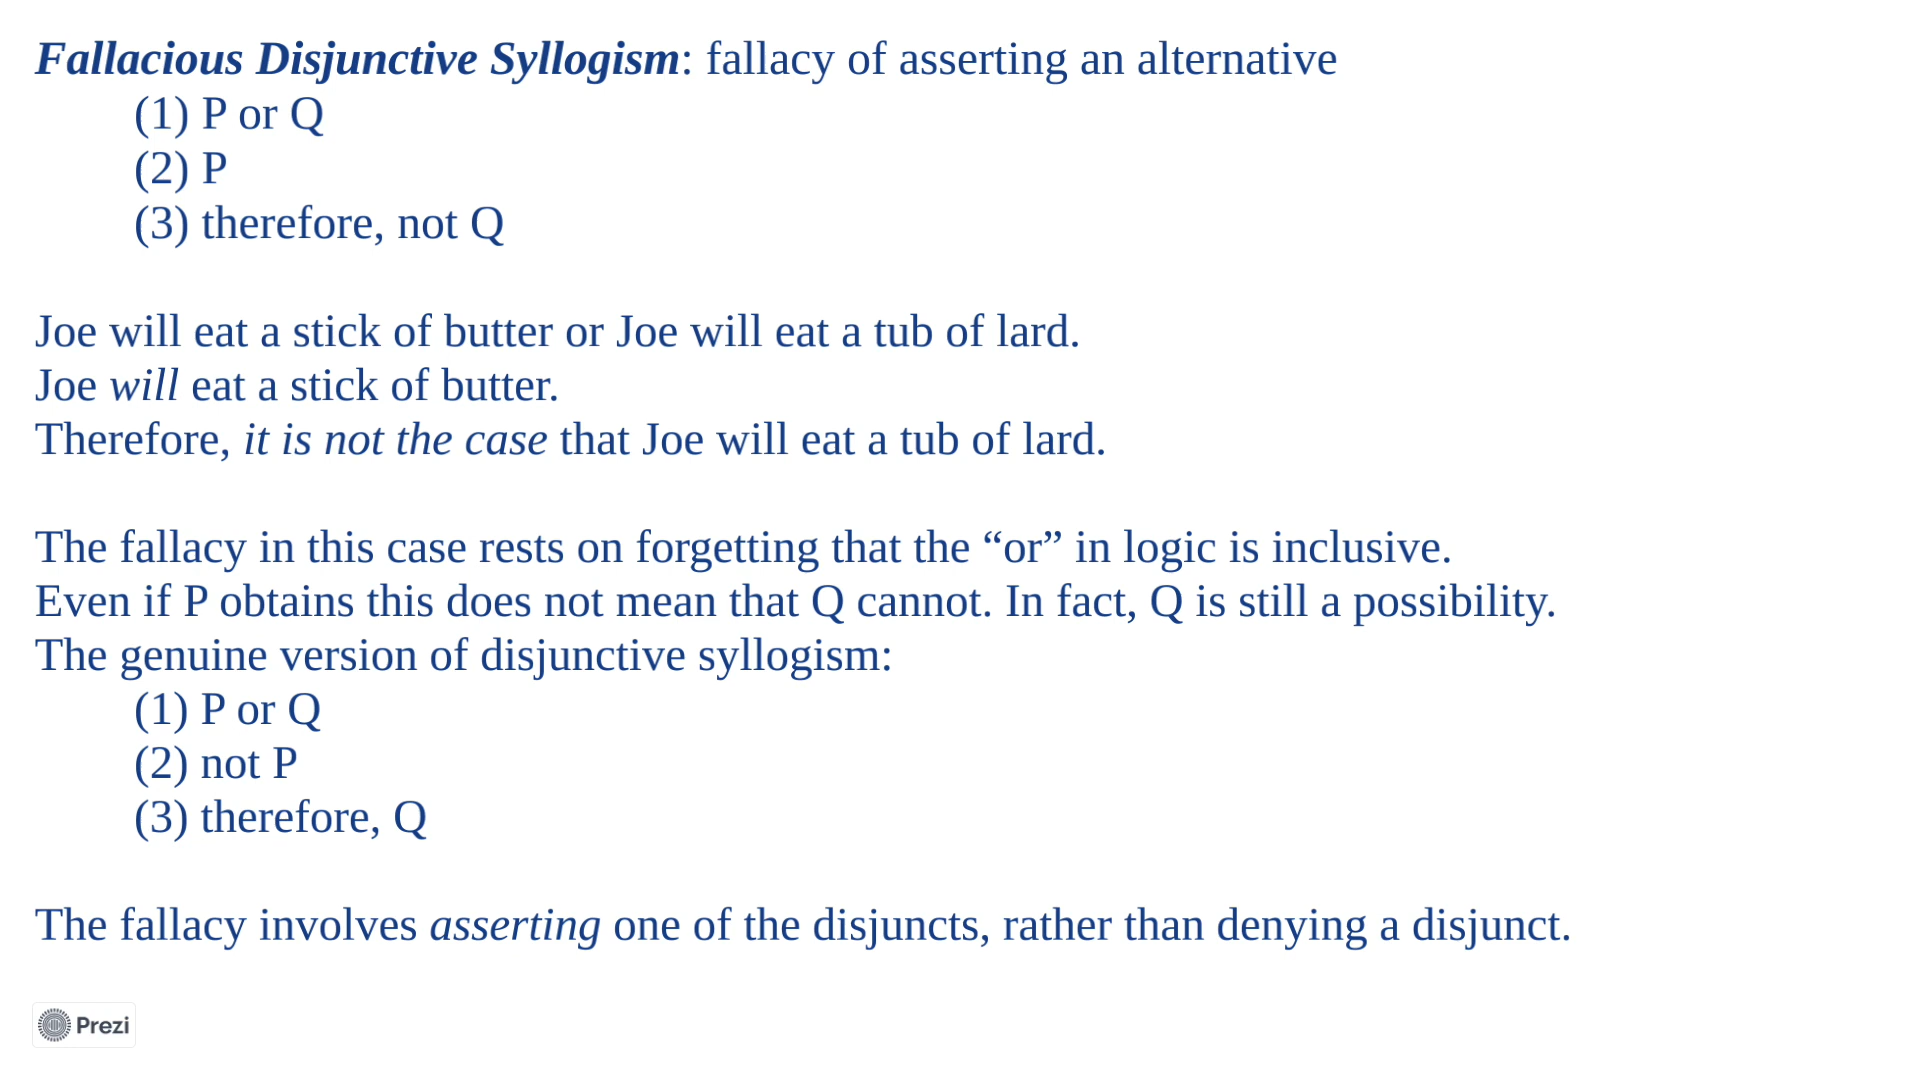 Fallacious Disjunctive Syllogism: fallacy of asserting an alternative
(1) P or Q
(2) P
(3) therefore, not Q
Joe will eat a stick of butter or Joe will eat a tub of lard.
Joe will eat a stick of butter.
Therefore, it is not the case that Joe will eat a tub of lard.
The fallacy in this case rests on forgetting that the “or” in logic is inclusive.
Even if P obtains this does not mean that Q cannot. In fact, Q is still a possibility.
The genuine version of disjunctive syllogism:
(1) P or Q
(2) not P
(3) therefore, Q
The fallacy involves asserting one of the disjuncts, rather than denying a disjunct.
Prezi